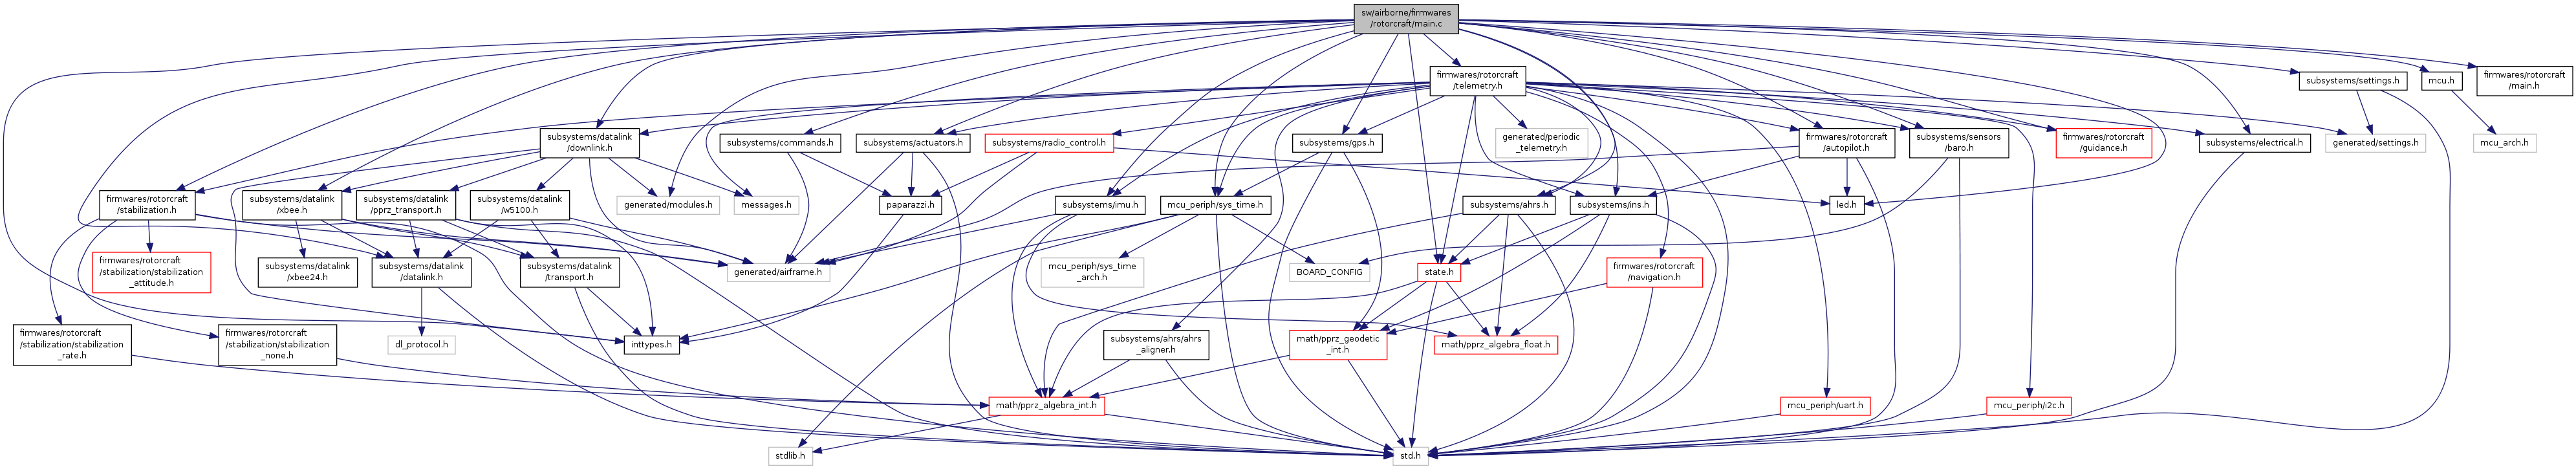 sw/airborne/firmwares
/rotorcraft/main.c
firmwares/rotorcraft
/telemetry.h
subsystems/settings.h
mcu.h
firmwares/rotorcraft
/main.h
subsystems/datalink
/downlink.h
subsystems/commands.h
subsystems/actuators.h
subsystems/radio_control.h
subsystems/gps.h
generated/periodic
_telemetry.h
firmwares/rotorcraft
/autopilot.h
subsystems/sensors
/baro.h
firmwares/rotorcraft
/guidance.h
subsystems/electrical.h
generated/settings.h
mcu_arch.h
firmwares/rotorcraft
/stabilization.h
subsystems/datalink
/xbee.h
subsystems/datalink
/pprz_transport.h
subsystems/datalink
/w5100.h
generated/modules.h
messages.h
paparazzi.h
subsystems/imu.h
mcu_periph/sys_time.h
subsystems/ahrs.h
subsystems/ins.h
led.h
firmwares/rotorcraft
/stabilization/stabilization
_attitude.h
subsystems/datalink
/xbee24.h
subsystems/datalink
/datalink.h
subsystems/datalink
/transport.h
generated/airframe.h
mcu_periph/sys_time
_arch.h
BOARD_CONFIG
state.h
firmwares/rotorcraft
/navigation.h
firmwares/rotorcraft
/stabilization/stabilization
_rate.h
firmwares/rotorcraft
/stabilization/stabilization
_none.h
dl_protocol.h
inttypes.h
subsystems/ahrs/ahrs
_aligner.h
math/pprz_geodetic
_int.h
math/pprz_algebra_float.h
math/pprz_algebra_int.h
mcu_periph/uart.h
mcu_periph/i2c.h
stdlib.h
std.h